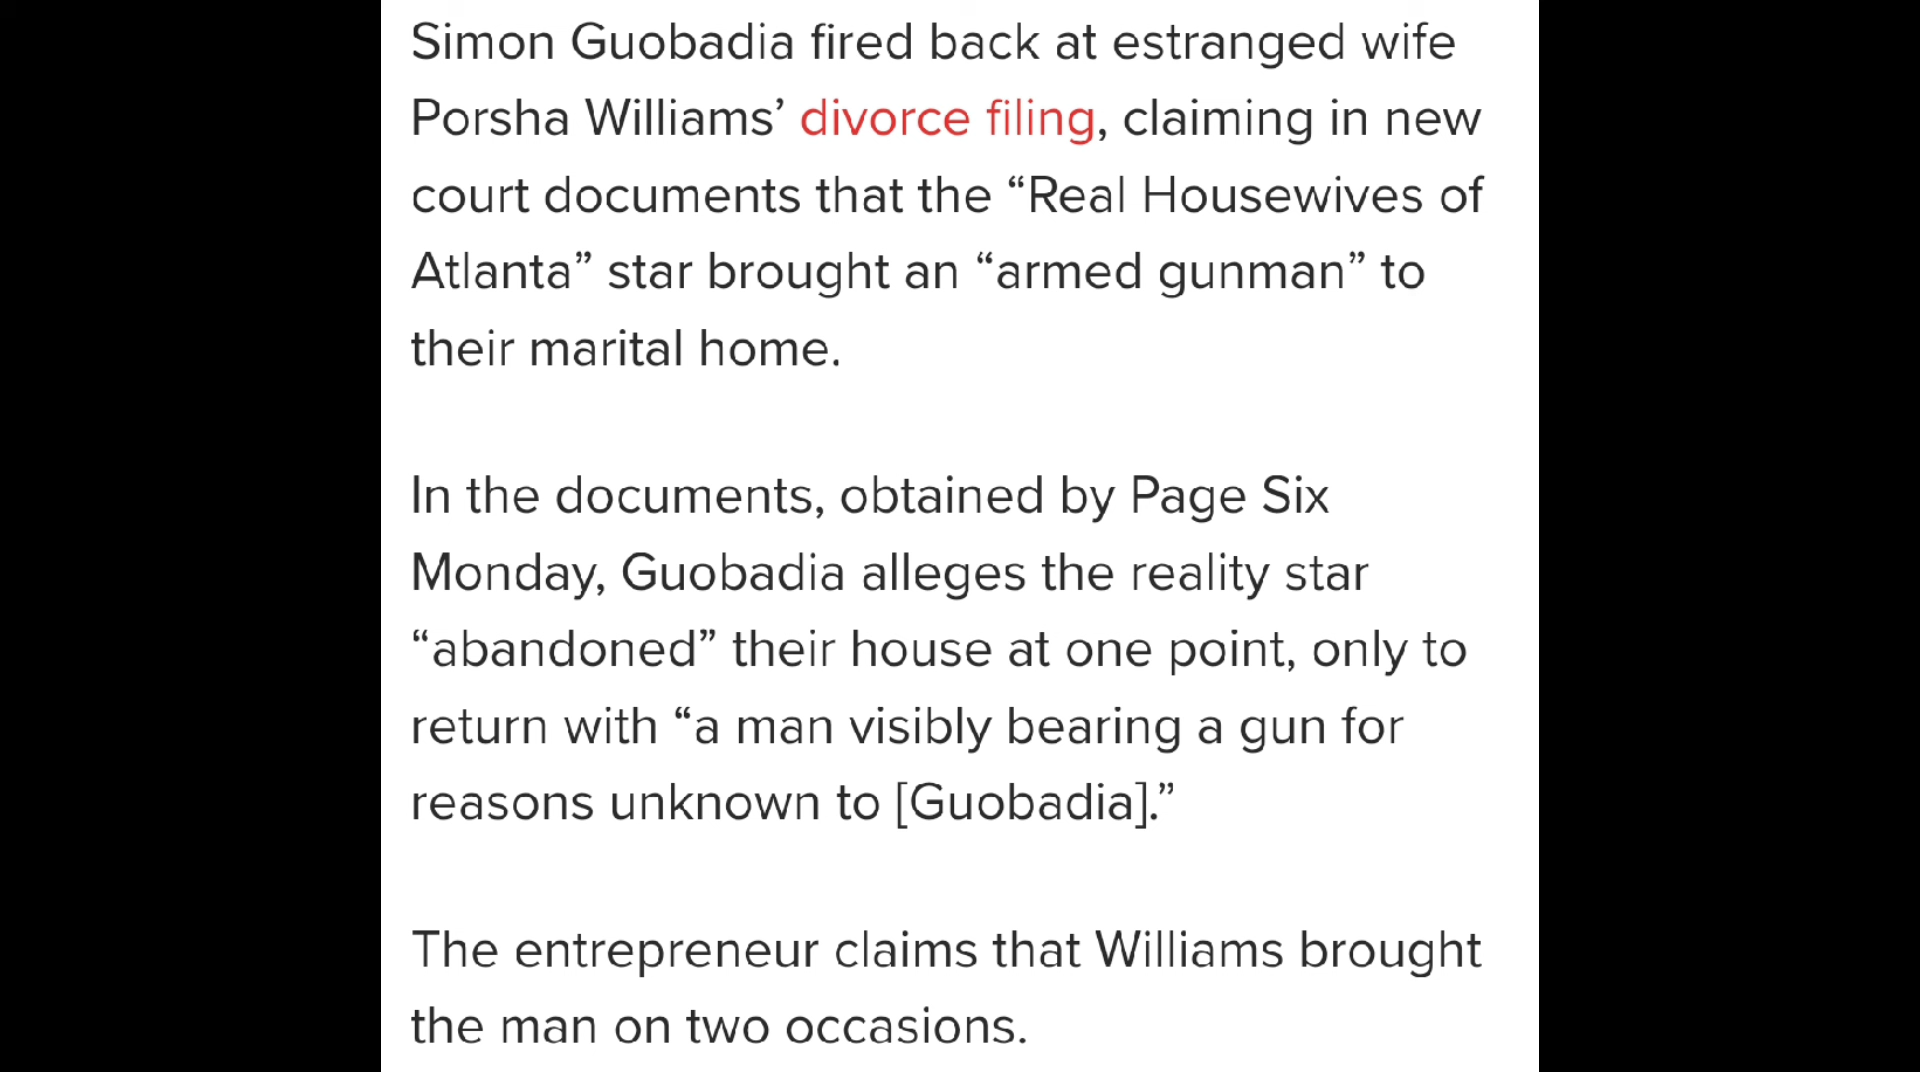 Simon Guobadia fired back at estranged wife
Porsha Williams’ divorce filing, claiming in new
court documents that the “Real Housewives of
Atlanta” star brought an “armed gunman” to
their marital home.
In the documents, obtained by Page Six
Monday, Guobadia alleges the reality star
“abandoned” their house at one point, only to
return with “a man visibly bearing a gun for
reasons unknown to [Guobadia].”
The entrepreneur claims that Williams brought
the man on two occasions.